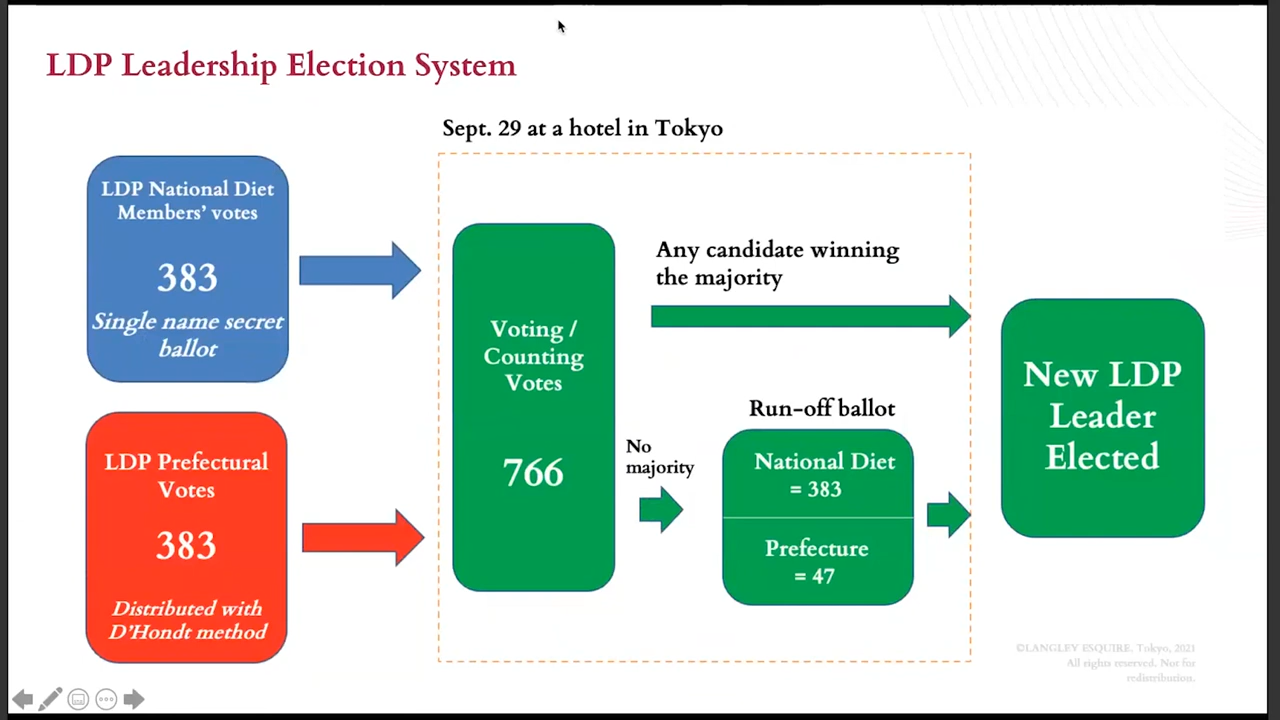 LDP Leadership Election System
Sept. 29 at a hotel in Tokyo
LDP National Diet
Members' votes
383
Single name secret
ballot
LDP Prefectural
Votes
383
Distributed with
D'Hondt method
Voting /
Counting
Votes
766
Any candidate winning
the majority
No
majority
Run-off ballot
National Diet
= 383
Prefecture
= 47
New LDP
Leader
Elected
©LANGLEY ESQUIRE. Tokyo, 2021
All rights reserved. Not for
redistribution.